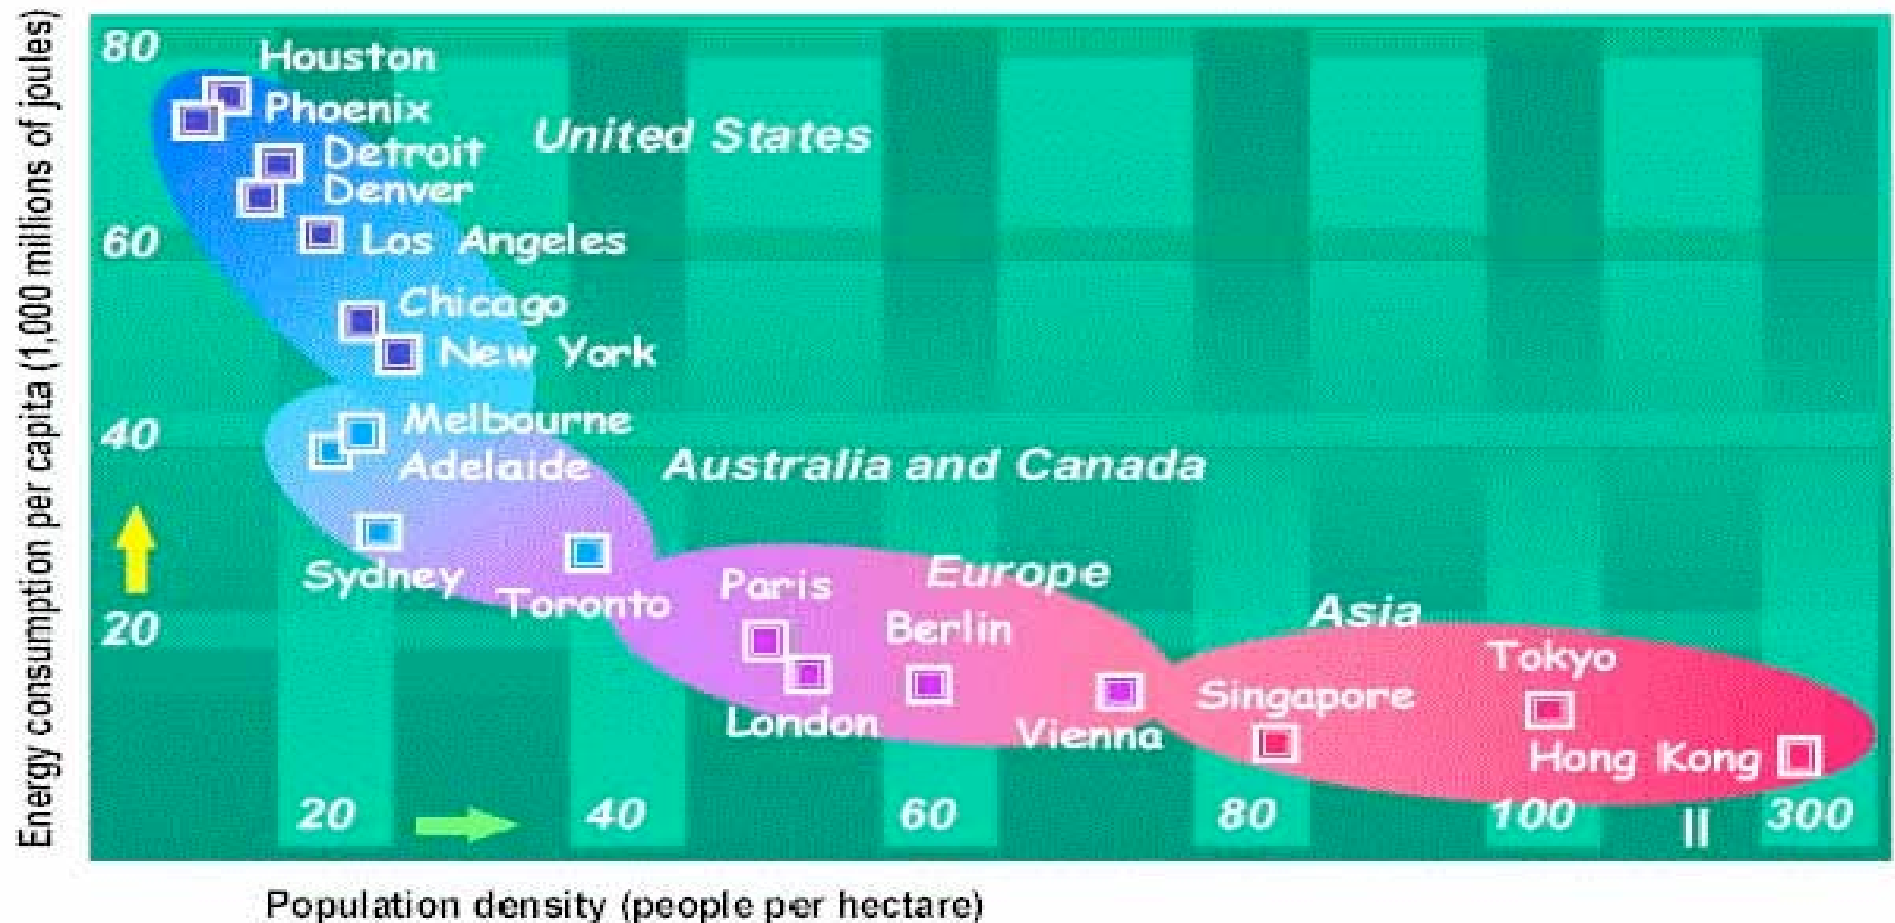 Energy consumption per capita (1,000 millions of joules)
80
Houston
Phoenix
United States
Detroit
Denver
60
Los Angeles
Chicago
New York
40
Melbourne
Adelaide
Australia and Canada
Sydney
Toronto
Paris
Europe
20
Berlin
Asia
Tokyo
London
Vienna
Singapore
Hong Kong
20 40 60 80 100 300
Population density (people per hectare)